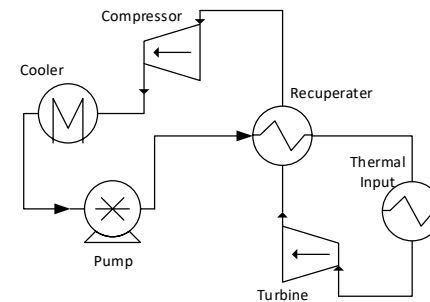 Compressor
Cooler
Recuperater
Thermal
Input
Pump
Turbine